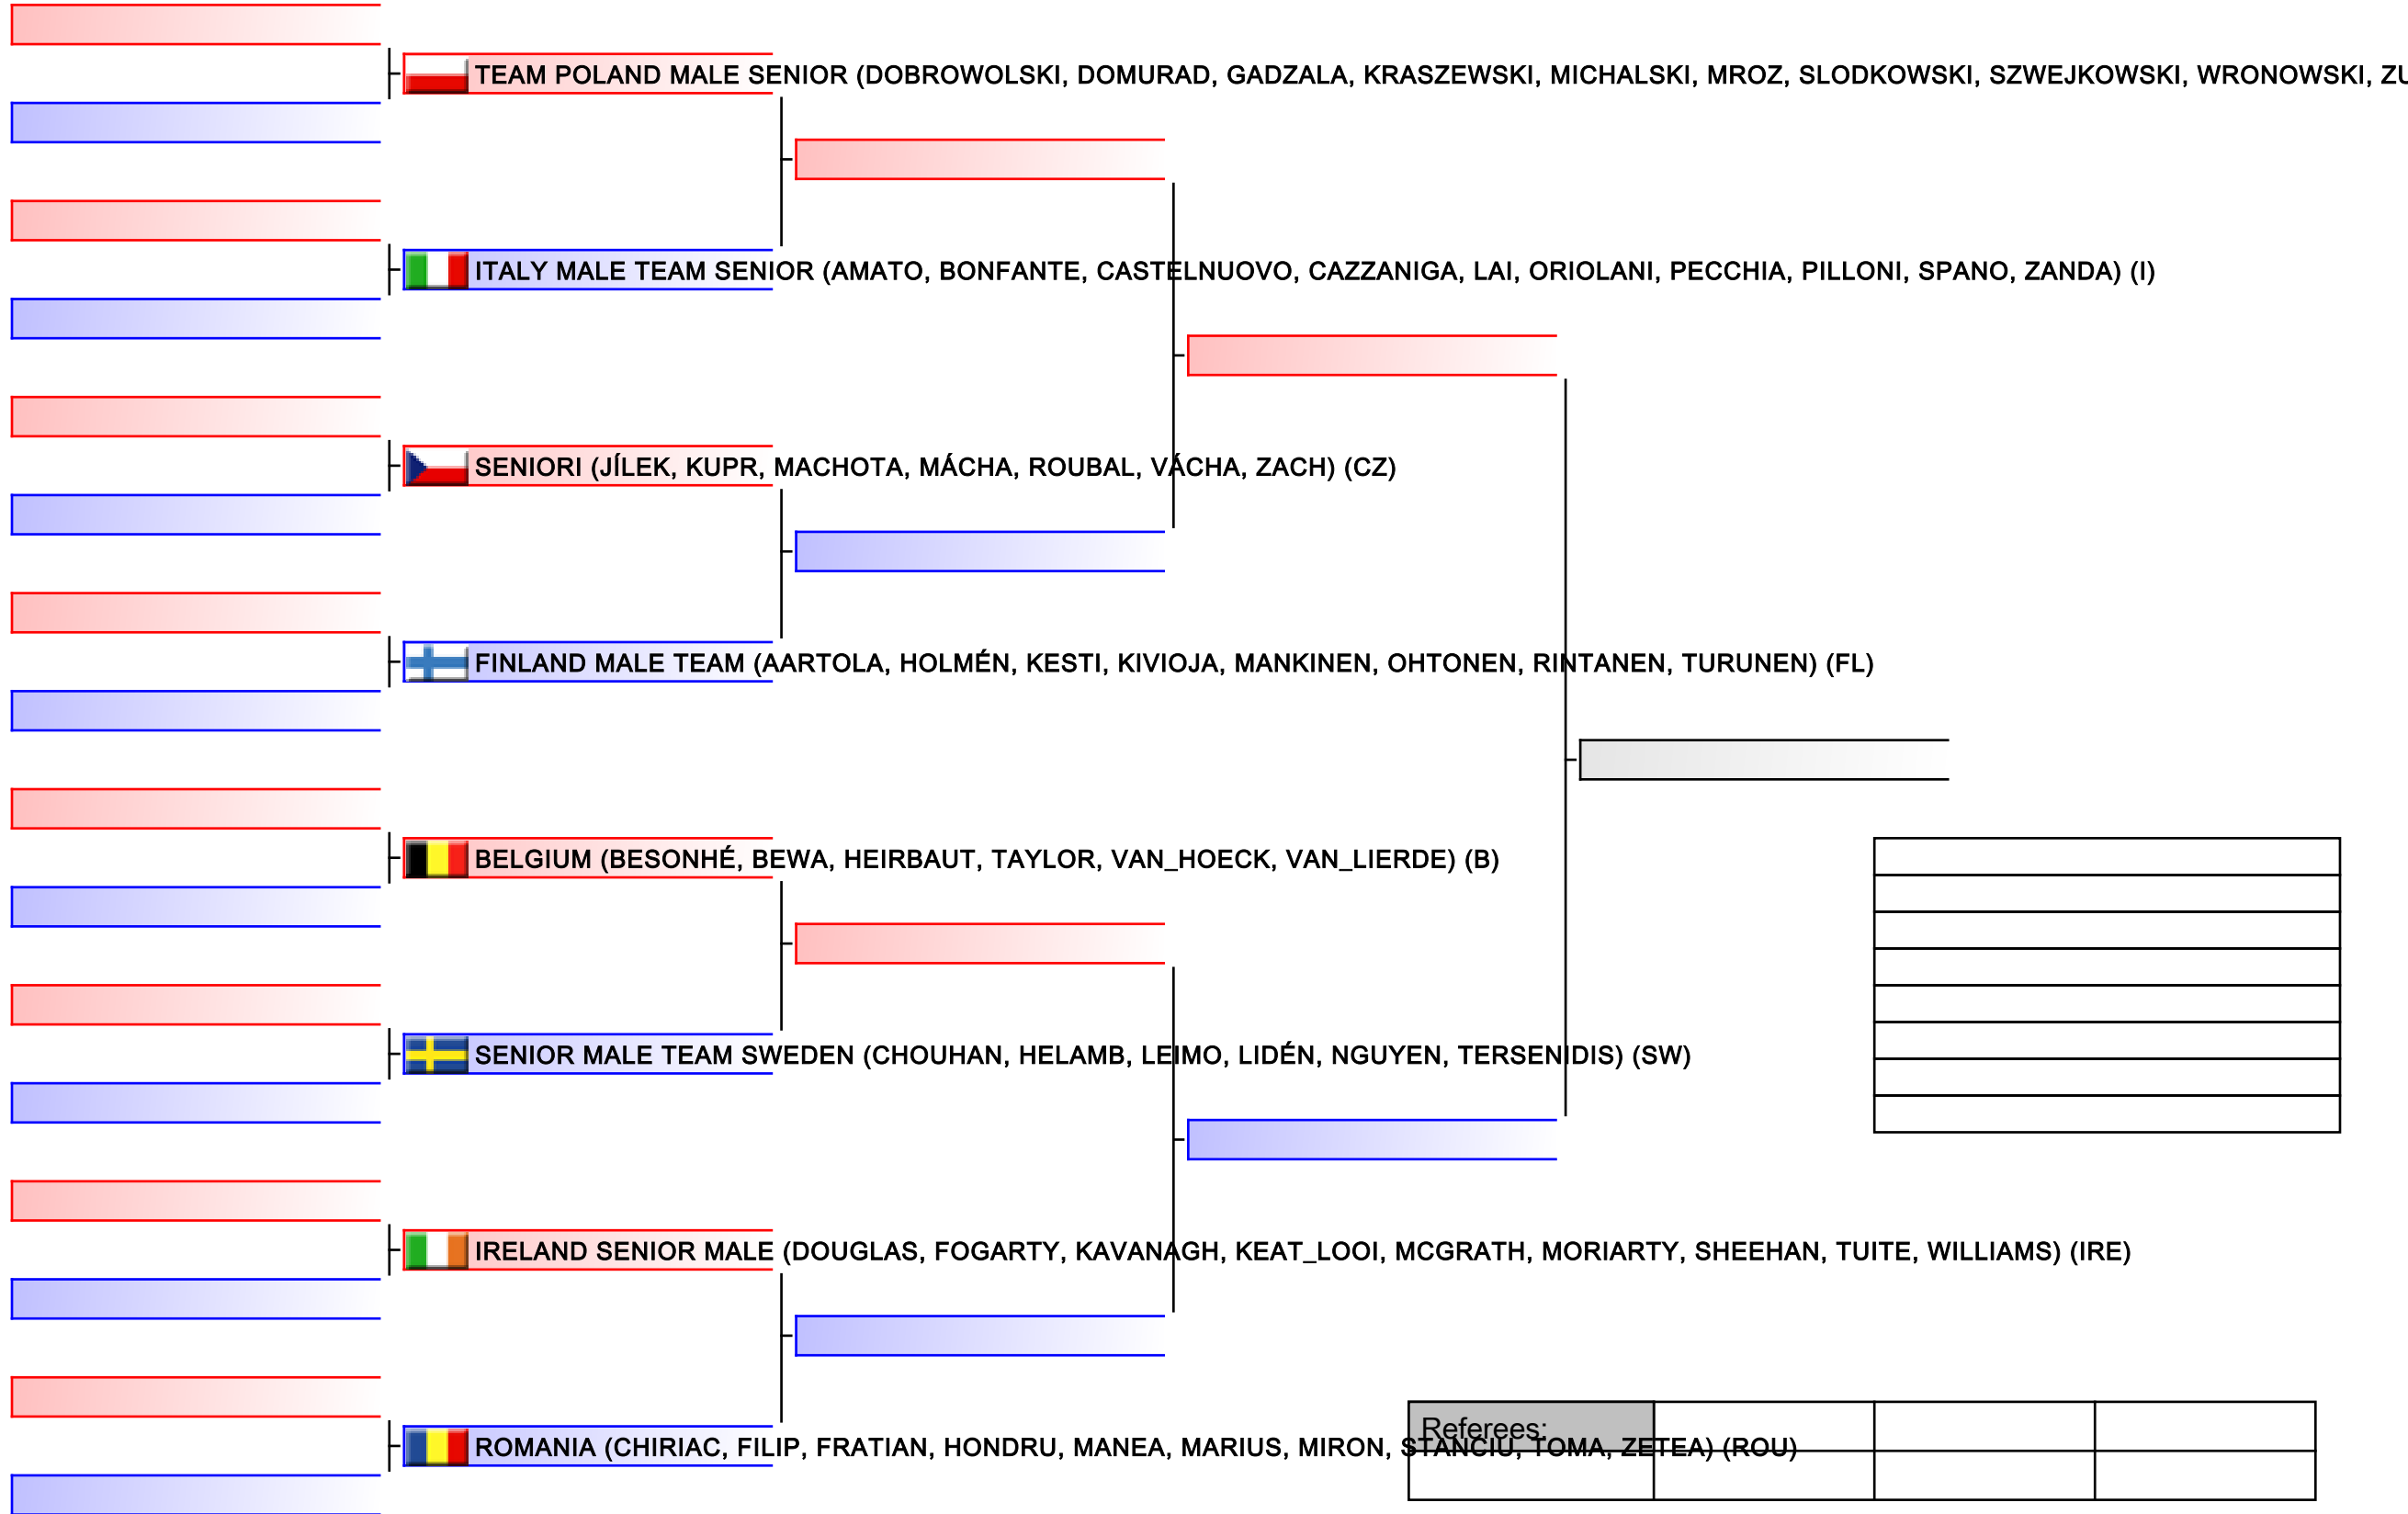 TEAM POLAND MALE SENIOR (DOBROWOLSKI, DOMURAD, GADZALA, KRASZEWSKI, MICHALSKI, MROZ, SLODKOWSKI, SZWEJKOWSKI, WRONOWSKI,
ITALY MALE TEAM SENIOR (AMATO, BONFANTE, CASTELNUOVO, CAZZANIGA, LAI, ORIOLANI, PECCHIA, PILLONI, SPANO, ZANDA) (I)
SENIORI (JÍLEK, KUPR, MACHOTA, MÁCHA, ROUBAL, VÁCHA, ZACH) (CZ)
FINLAND MALE TEAM (AARTOLA, HOLMÉN, KESTI, KIVIOJA, MANKINEN, OHTONEN, RINTANEN, TURUNEN) (FL)
BELGIUM (BESONHÉ, BEWA, HEIRBAUT, TAYLOR, VAN_HOECK, VAN_LIERDE) (B)
SENIOR MALE TEAM SWEDEN (CHOUHAN, HELAMB, LEIMO, LIDÉN, NGUYEN, TERSENIDIS) (SW)
IRELAND SENIOR MALE (DOUGLAS, FOGARTY, KAVANAGH, KEAT_LOOI, MCGRATH, MORIARTY, SHEEHAN, TUITE, WILLIAMS) (IRE)
Referees:
ROMANIA (CHIRIAC, FILIP, FRATIAN, HONDRU, MANEA, MARIUS, MIRON, STANCIU, TOMA, ZETEA) (ROU)